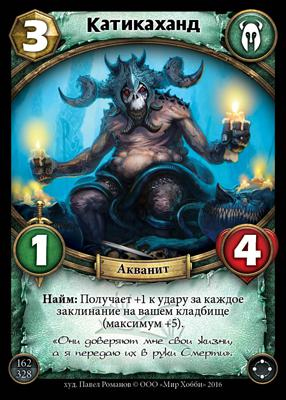 3
Катикаханд
1
4
Акванит
Найм: Получает +1 к удару за каждое
заклинание на вашем кладбище
(максимум +5).
«Они доверяют мне свои жизни,
а я передаю их в руки Смерти».
162
328
худ. Павел Романов © ООО «Мир Хобби» 2016